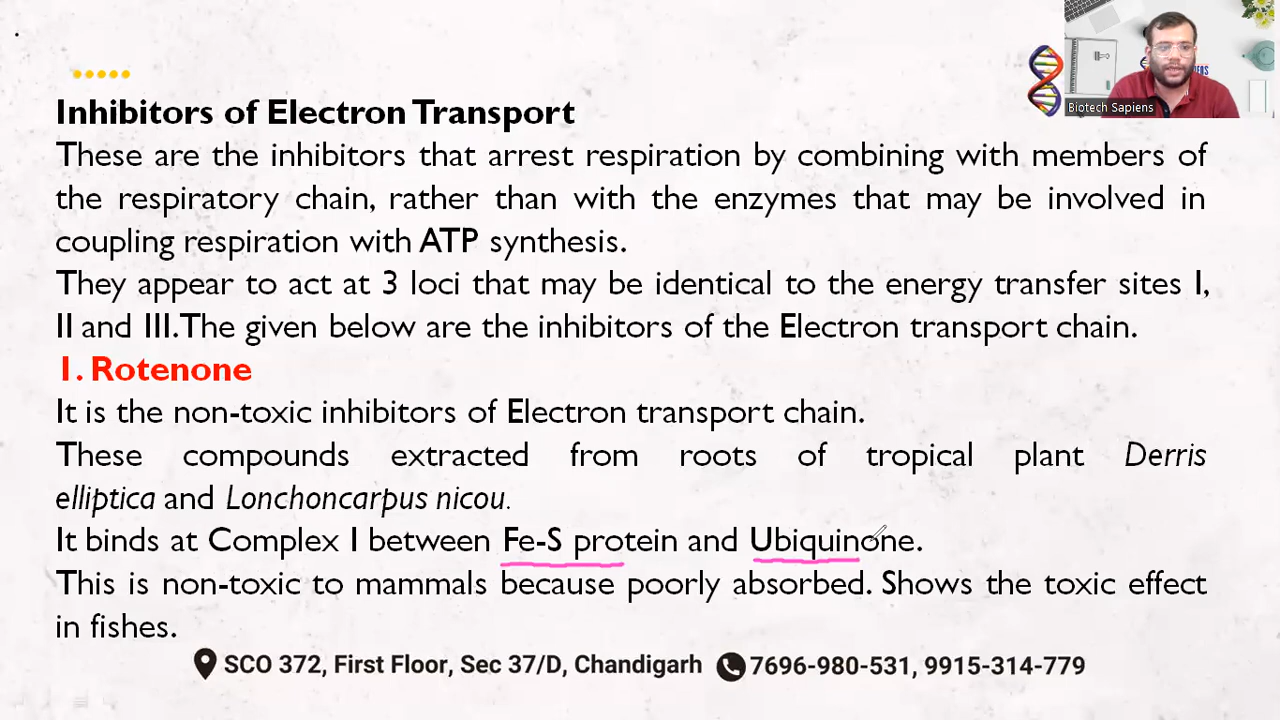 Biotech Sapiens
Inhibitors of Electron Transport
These are the inhibitors that arrest respiration by combining with members of
the respiratory chain, rather than with the enzymes that may be involved in
coupling respiration with ATP synthesis.
They appear to act at 3 loci that may be identical to the energy transfer sites I,
II and III.The given below are the inhibitors of the Electron transport chain.
1. Rotenone
It is the non-toxic inhibitors of Electron transport chain.
These compounds extracted from roots of tropical plant Derris
elliptica and Lonchoncarpus nicou.
It binds at Complex I between Fe-S protein and Ubiquinone.
This is non-toxic to mammals because poorly absorbed. Shows the toxic effect
in fishes.
SCO 372, First Floor, Sec 37/D, Chandigarh 7696-980-531, 9915-314-779